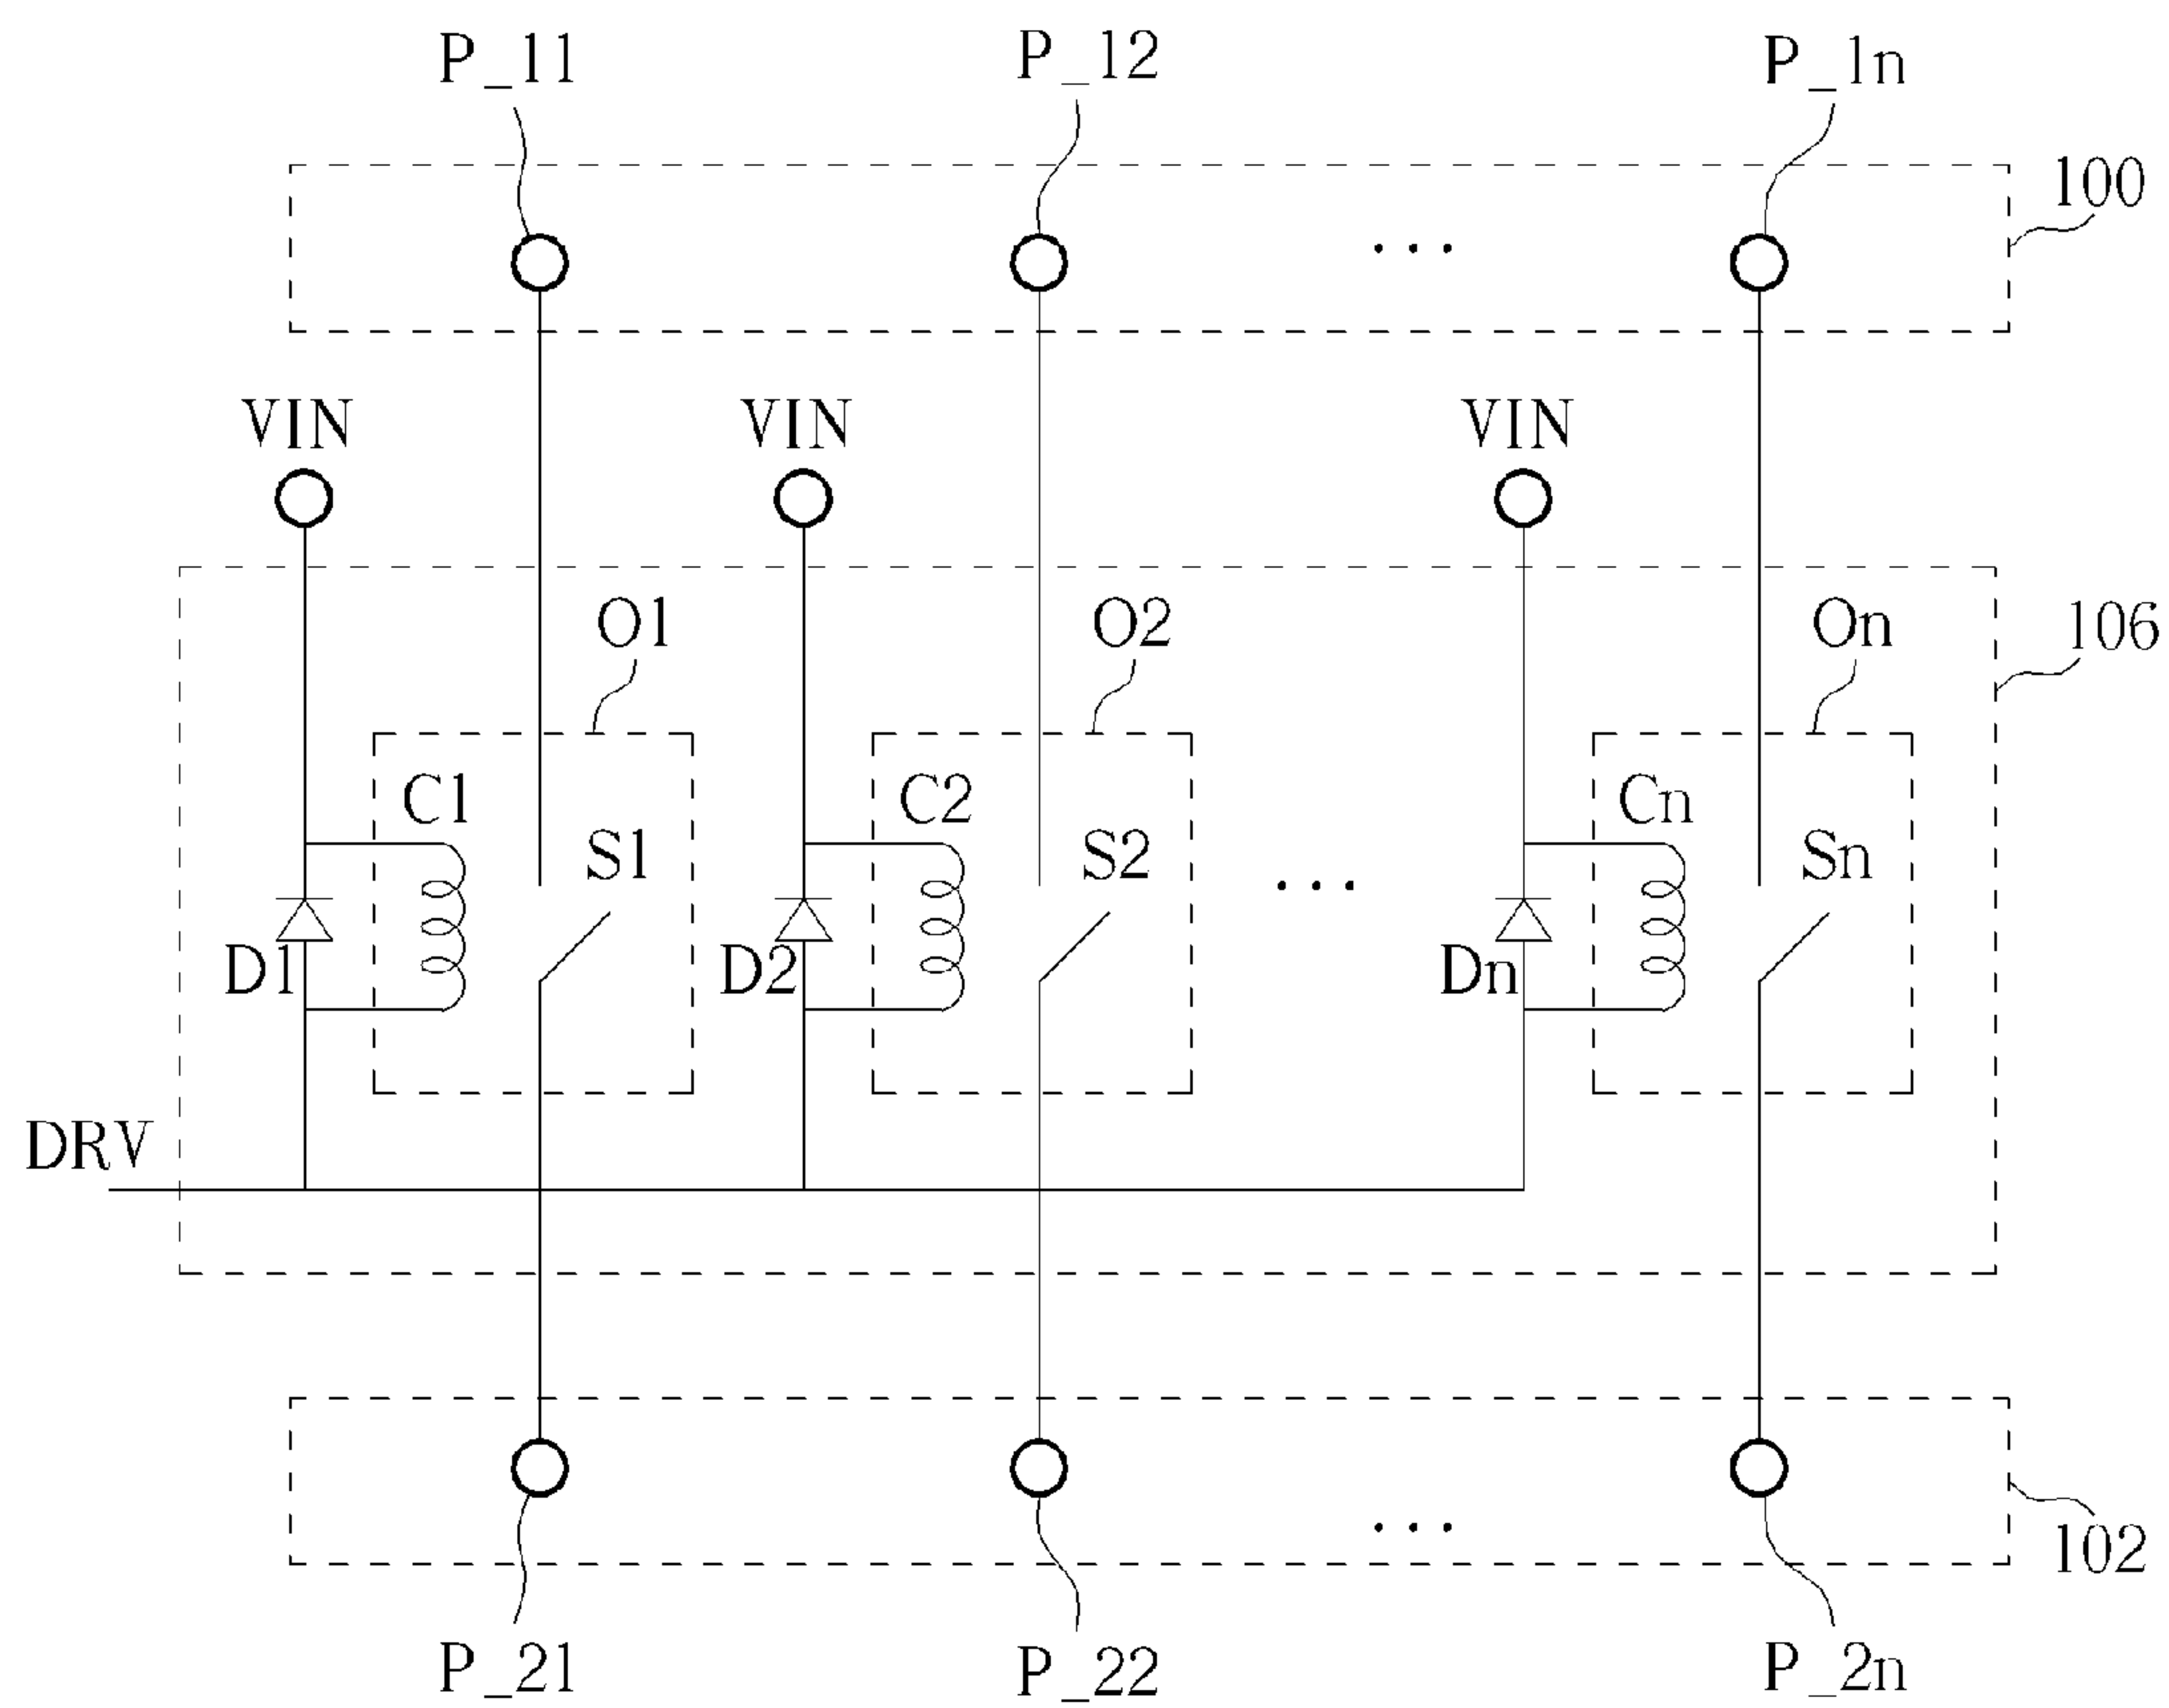 P_11 P_12 P_1n
100
VIN VIN VIN
O1 O2 On 106
C1 C2 Cn
S1 S2 Sn
D1 D2 Dn
DRV
102
P_21 P_22 P_2n